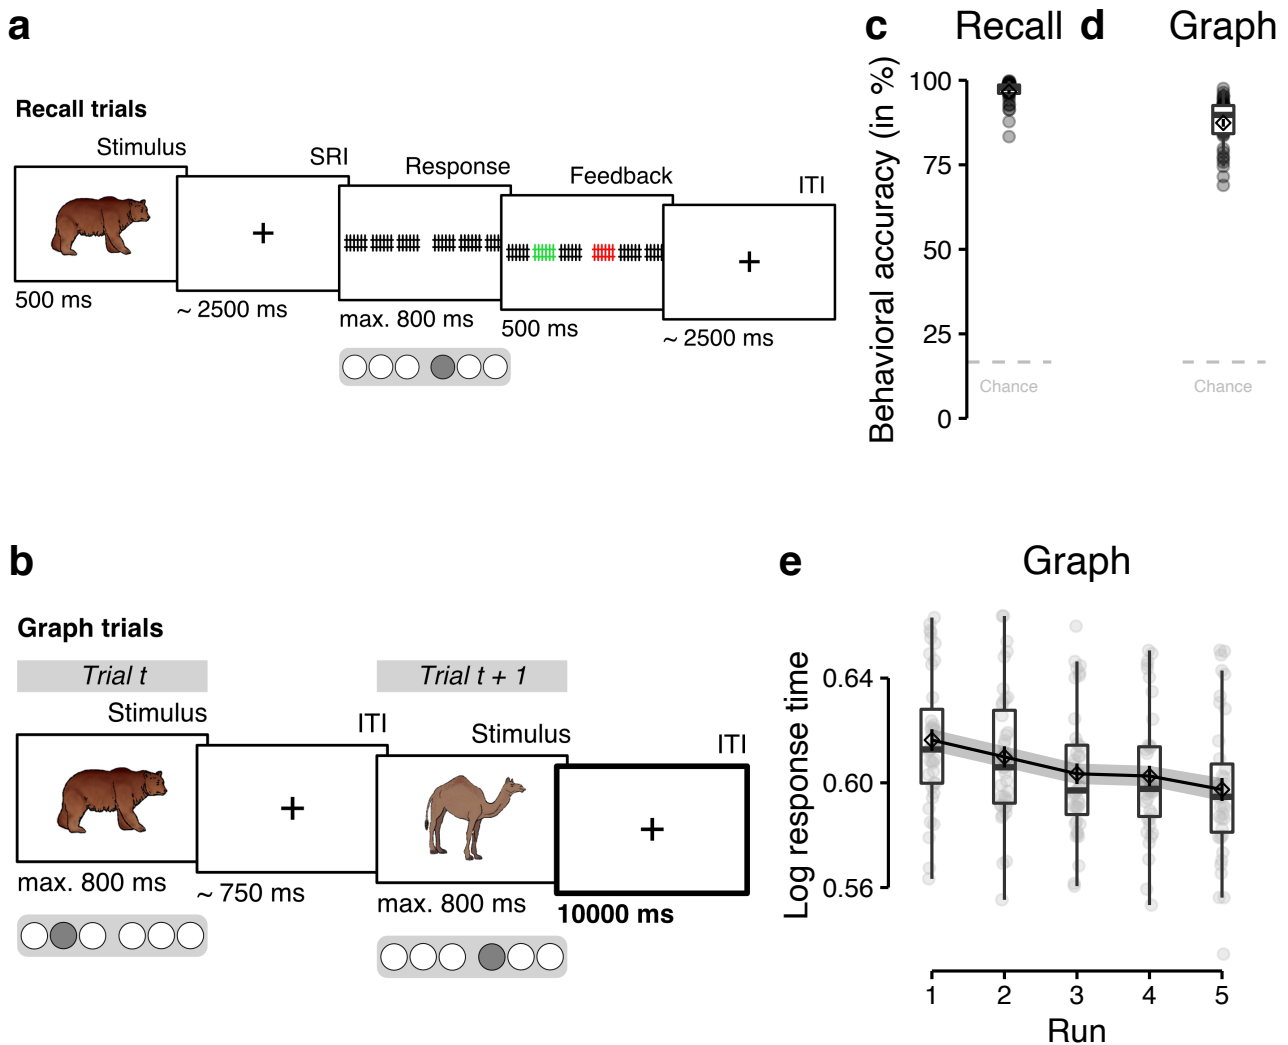 a
Recall trials
Stimulus
SRI
Response
Feedback
ITI
500 ms
~ 2500 ms
max. 800 ms
500 ms
~ 2500 ms
c Recall
d Graph
Behavioral accuracy (in %)
100
75
50
25
0
Chance
Chance
b
Graph trials
Trial t
Trial t + 1
Stimulus
ITI
Stimulus
ITI
max. 800 ms
~ 750 ms
max. 800 ms
10000 ms
e Graph
Log response time
0.64
0.60
0.56
1 2 3 4 5
Run